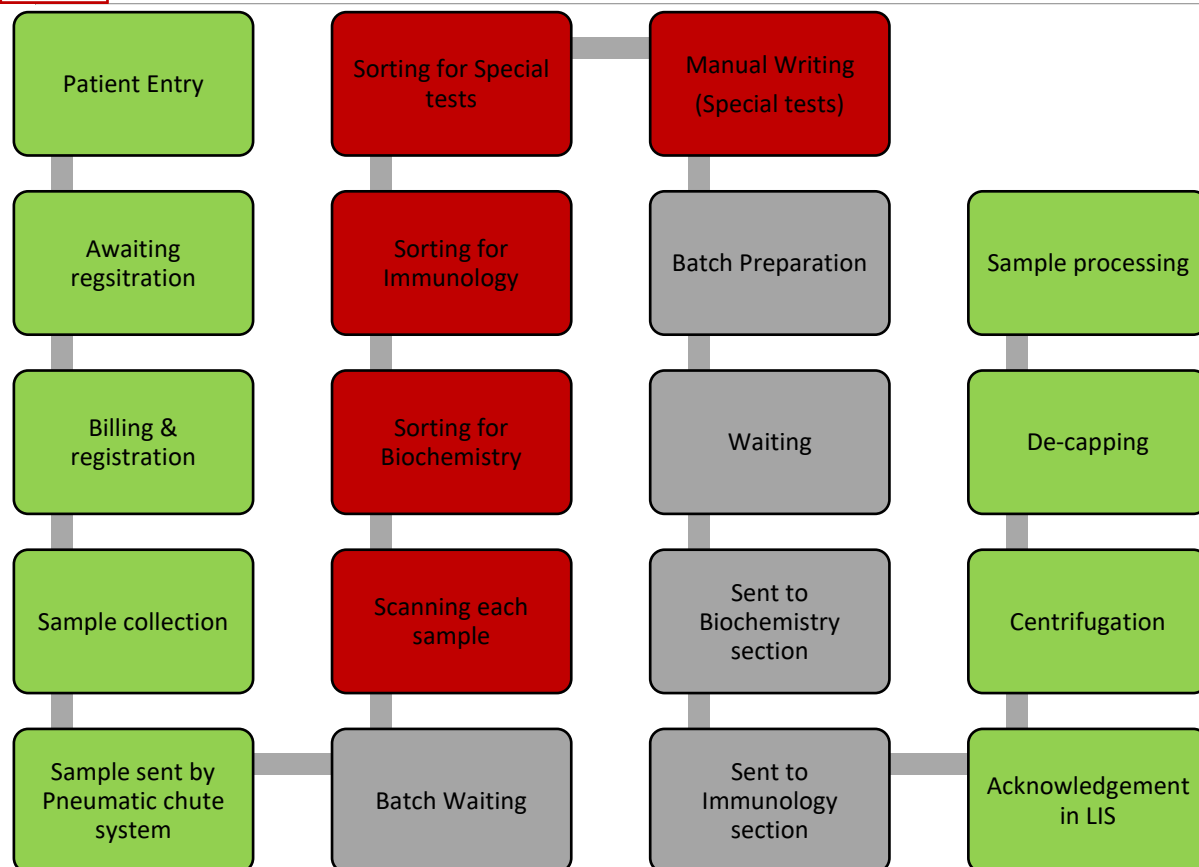 Patient Entry
Awaiting
regsitration
Billing &
registration
Sample collection
Sample sent by
Pneumatic chute
system
Batch Waiting
Scanning each
sample
Sorting for
Biochemistry
Sorting for
Immunology
Sorting for Special
tests
Manual Writing
(Special tests)
Batch Preparation
Waiting
Sent to
Biochemistry
section
Sent to
Immunology
section
Acknowledgement
in LIS
Centrifugation
De-capping
Sample processing